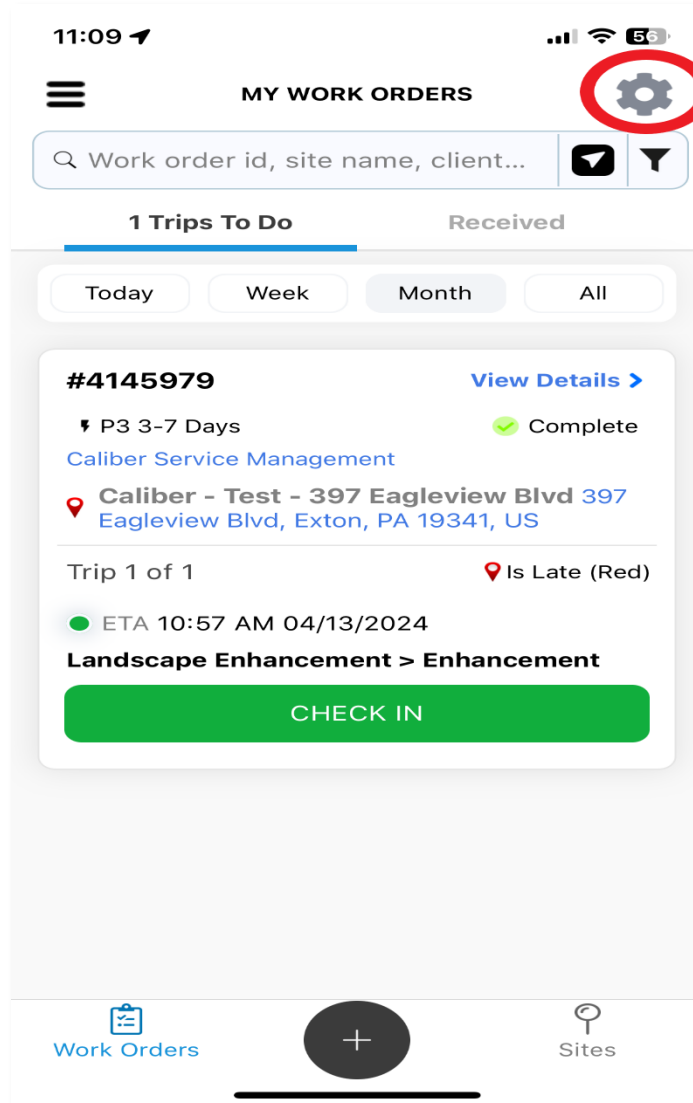 11:09
56
MY WORK ORDERS
Work order id, site name, client...
1 Trips To Do
Received
Today
Week
Month
All
#4145979
View Details
P3 3-7 Days
Complete
Caliber Service Management
Caliber - Test - 397 Eagleview Blvd 397
Eagleview Blvd, Exton, PA 19341, US
Trip 1 of 1
Is Late (Red)
ETA 10:57 AM 04/13/2024
Landscape Enhancement > Enhancement
CHECK IN
Work Orders
+
Sites